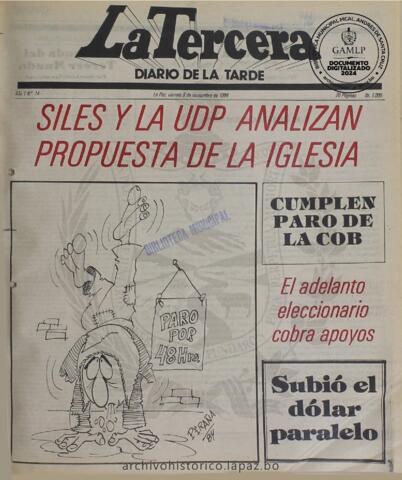 La Tercera
DIARIO DE LA TARDE
GAMLP
DOCUMENTO
DIGITALIZADO
2024
SILES Y LA UDP ANALIZAN
PROPUESTA DE LA IGLESIA
BIBLIOTECA MUNICIPAL
CUMPLEN
PARO DE
LA COB
PARO
POR
48 Hrs.
El adelanto
eleccionario
cobra apoyos
Subió el
dólar
paralelo
PIRAÑA
84
archivohistorico.lapaz.bo